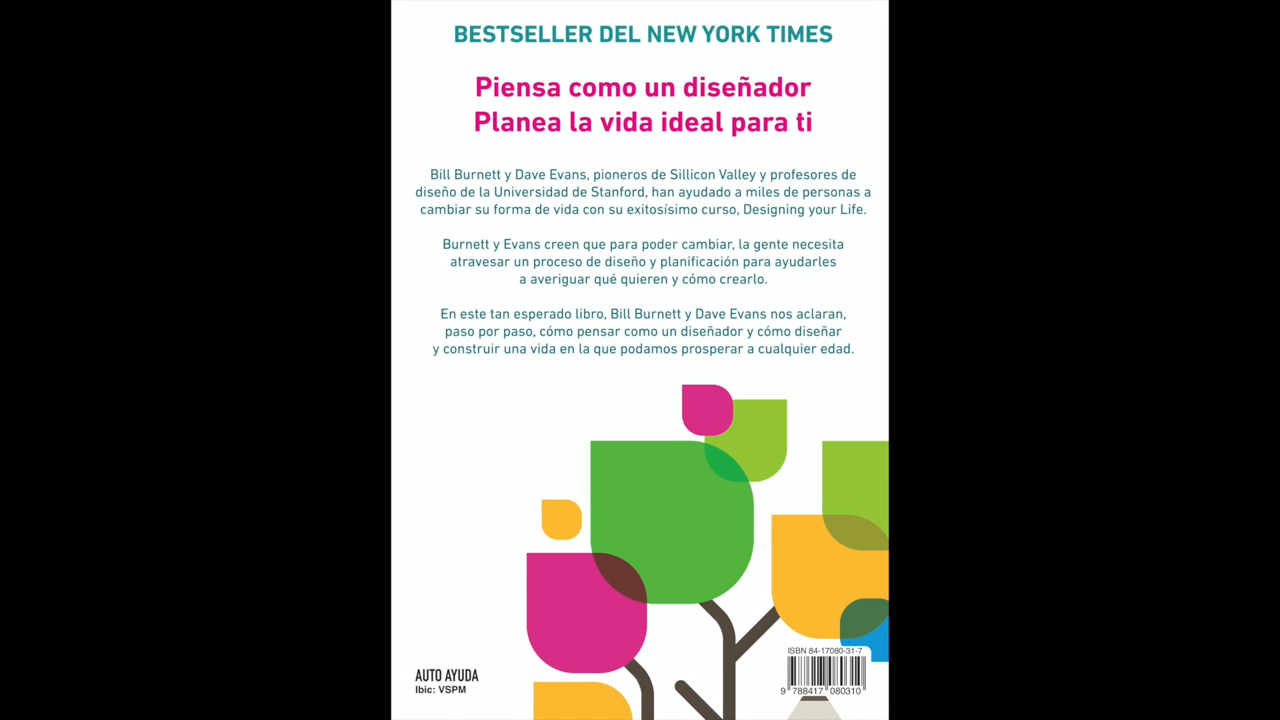 BESTSELLER DEL NEW YORK TIMES
Piensa como un diseñador
Planea la vida ideal para ti
Bill Burnett y Dave Evans, pioneros de Sillicon Valley y profesores de
diseño de la Universidad de Stanford, han ayudado a miles de personas a
cambiar su forma de vida con su exitosísimo curso, Designing your Life.
Burnett y Evans creen que para poder cambiar, la gente necesita
atravesar un proceso de diseño y planificación para ayudarles
a averiguar qué quieren y cómo crearlo.
En este tan esperado libro, Bill Burnett y Dave Evans nos aclaran,
paso por paso, cómo pensar como un diseñador y cómo diseñar
y construir una vida en la que podamos prosperar a cualquier edad.
AUTO AYUDA
Ibic: VSPM
ISBN 84-17080-31-7
9 788417 080310